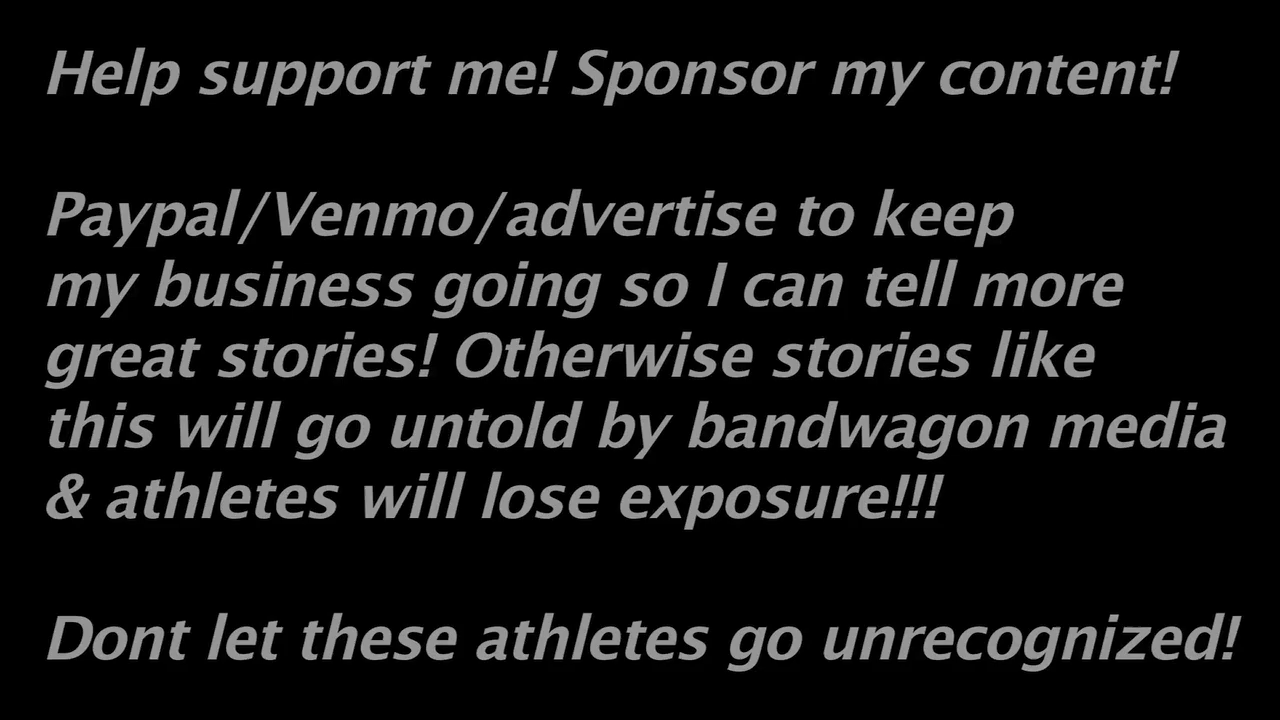 Help support me! Sponsor my content!
Paypal/Venmo/advertise to keep
my business going so I can tell more
great stories! Otherwise stories like
this will go untold by bandwagon media
& athletes will lose exposure!!!
Dont let these athletes go unrecognized!